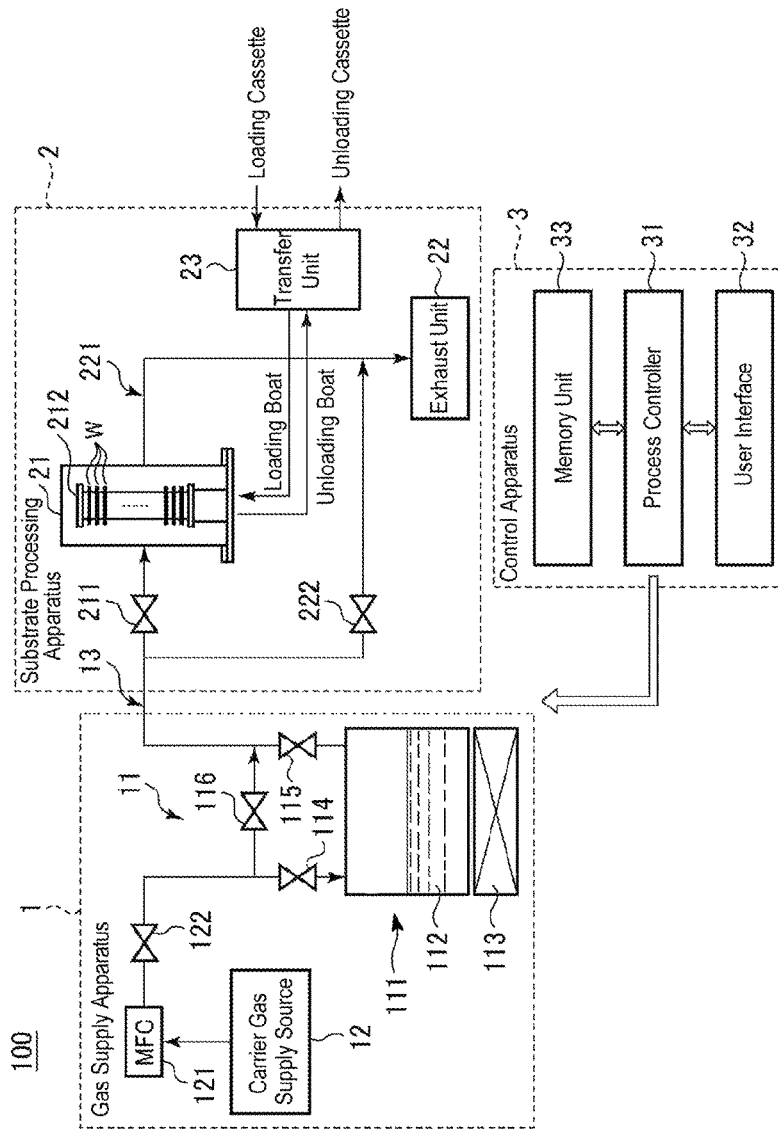 100
1
Gas Supply Apparatus
MFC
121
122
Carrier Gas
Supply Source
12
11
116
114
115
111
112
113
13
2
Substrate Processing
Apparatus
211
21
212
W
221
222
Loading Boat
Unloading Boat
23
Transfer
Unit
Loading Cassette
Unloading Cassette
22
Exhaust Unit
3
Control Apparatus
33
Memory Unit
31
Process Controller
32
User Interface